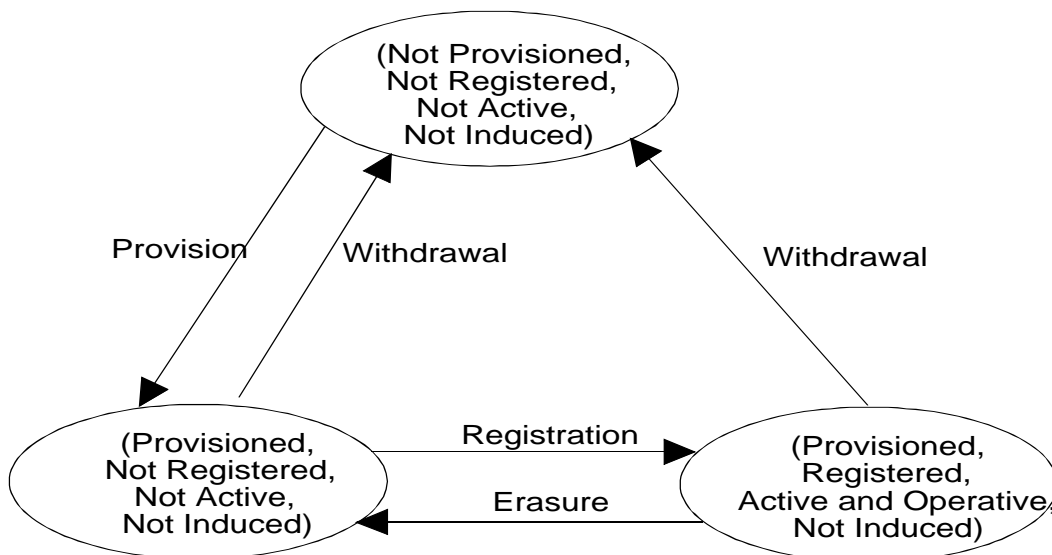 (Not Provisioned,
Not Registered,
Not Active,
Not Induced)
Provision
Withdrawal
Withdrawal
(Provisioned,
Not Registered,
Not Active,
Not Induced)
Registration
Erasure
(Provisioned,
Registered,
Active and Operative,
Not Induced)